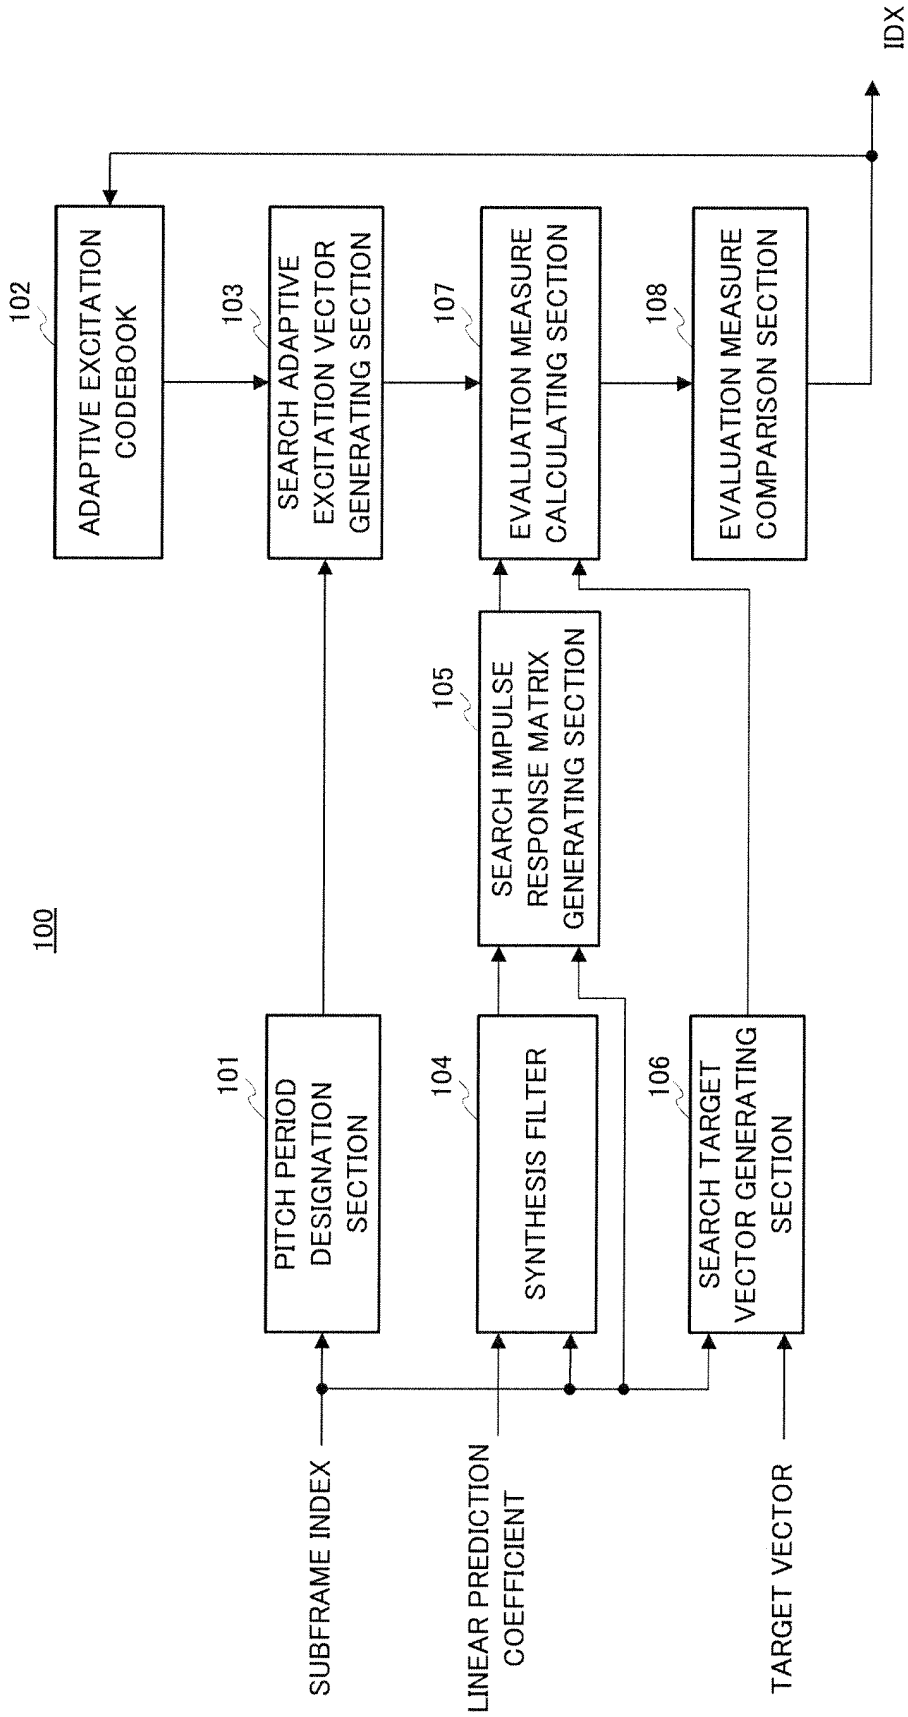 100
SUBFRAME INDEX
LINEAR PREDICTION
COEFFICIENT
TARGET VECTOR
101
PITCH PERIOD
DESIGNATION
SECTION
104
SYNTHESIS FILTER
106
SEARCH TARGET
VECTOR GENERATING
SECTION
105
SEARCH IMPULSE
RESPONSE MATRIX
GENERATING SECTION
102
ADAPTIVE EXCITATION
CODEBOOK
103
SEARCH ADAPTIVE
EXCITATION VECTOR
GENERATING SECTION
107
EVALUATION MEASURE
CALCULATING SECTION
108
EVALUATION MEASURE
COMPARISON SECTION
IDX